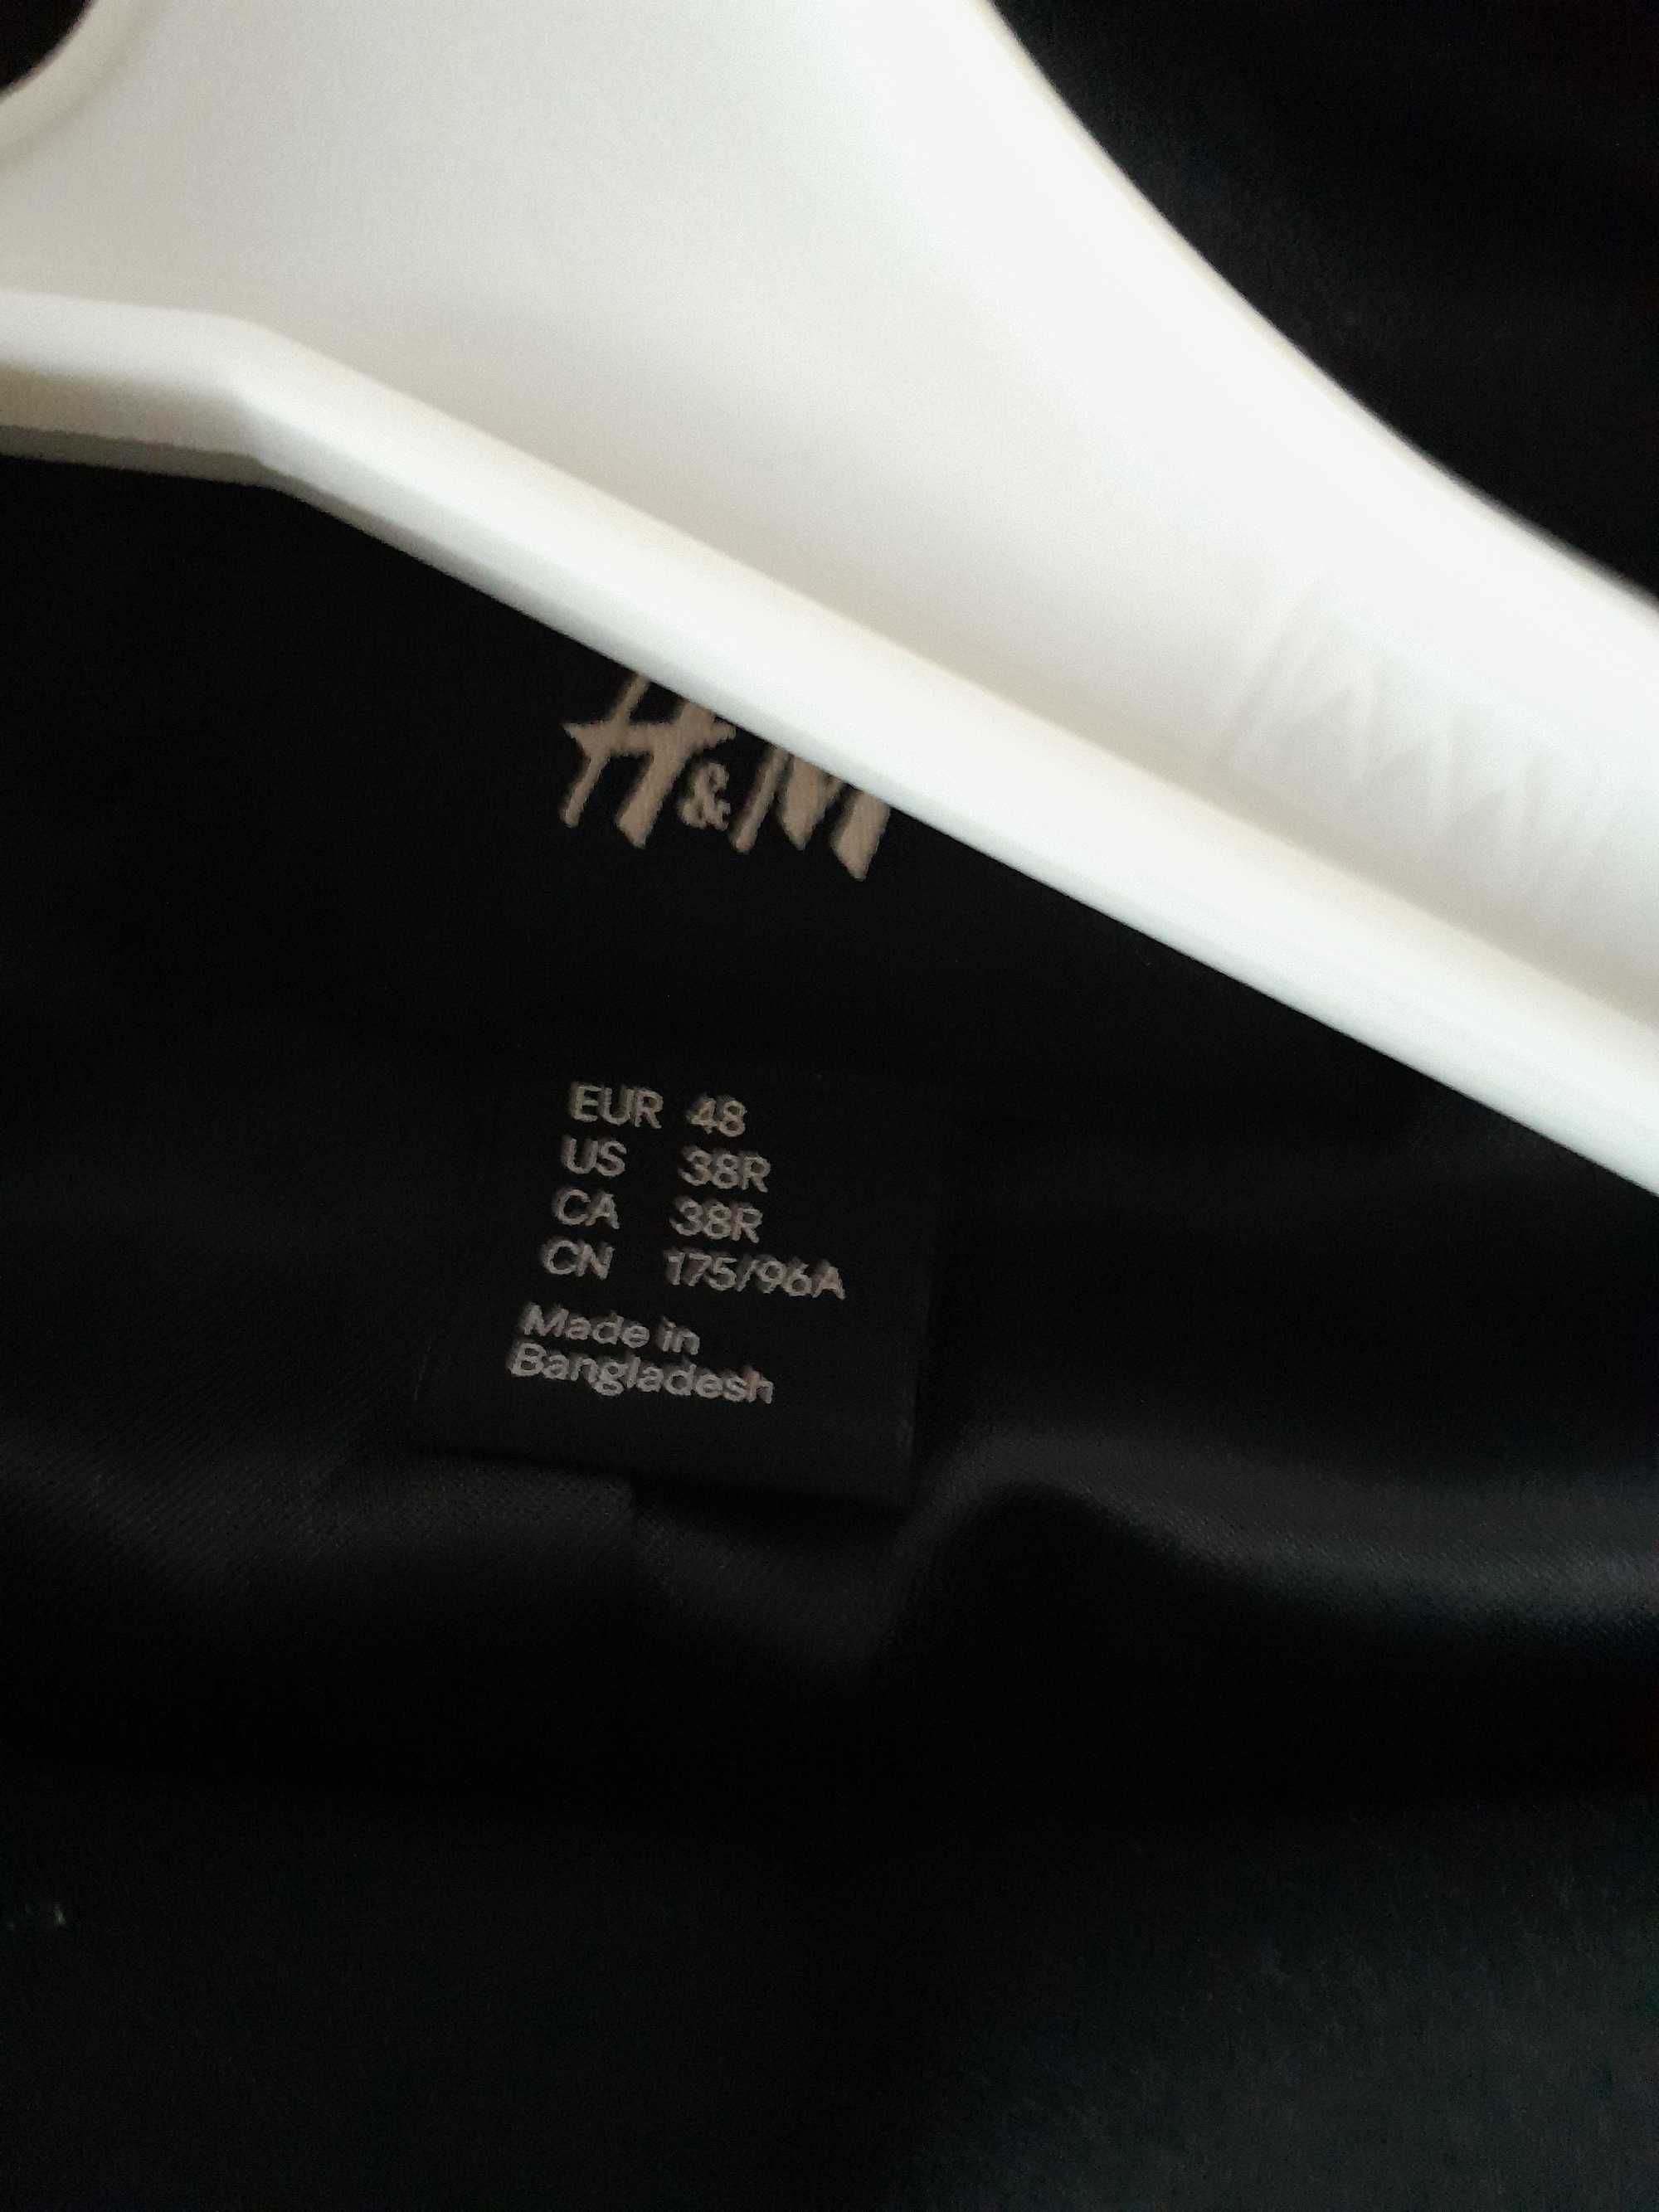 H&M
EUR 48
US 38R
CA 38R
CN 175/96A
Made in
Bangladesh